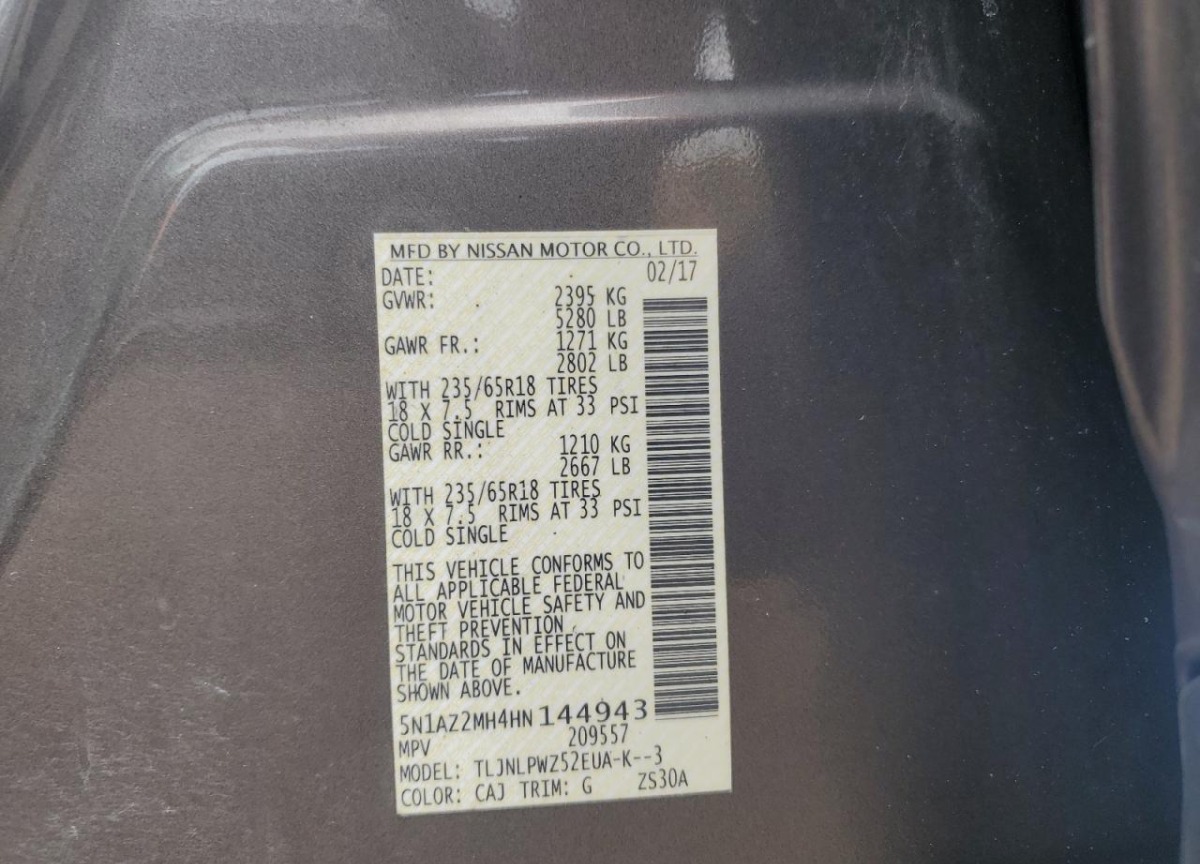 MFD BY NISSAN MOTOR CO., LTD.
DATE: 02/17
GVWR: 2395 KG
5280 LB
GAWR FR.: 1271 KG
2802 LB
WITH 235/65R18 TIRES
18 X 7.5 RIMS AT 33 PSI
COLD SINGLE
GAWR RR.: 1210 KG
2667 LB
WITH 235/65R18 TIRES
18 X 7.5 RIMS AT 33 PSI
COLD SINGLE
THIS VEHICLE CONFORMS TO
ALL APPLICABLE FEDERAL
MOTOR VEHICLE SAFETY AND
THEFT PREVENTION
STANDARDS IN EFFECT ON
THE DATE OF MANUFACTURE
SHOWN ABOVE.
5N1AZ2MH4HN144943
MPV 209557
MODEL: TLJNLPWZ52EUA-K--3
COLOR: CAJ TRIM: G ZS30A